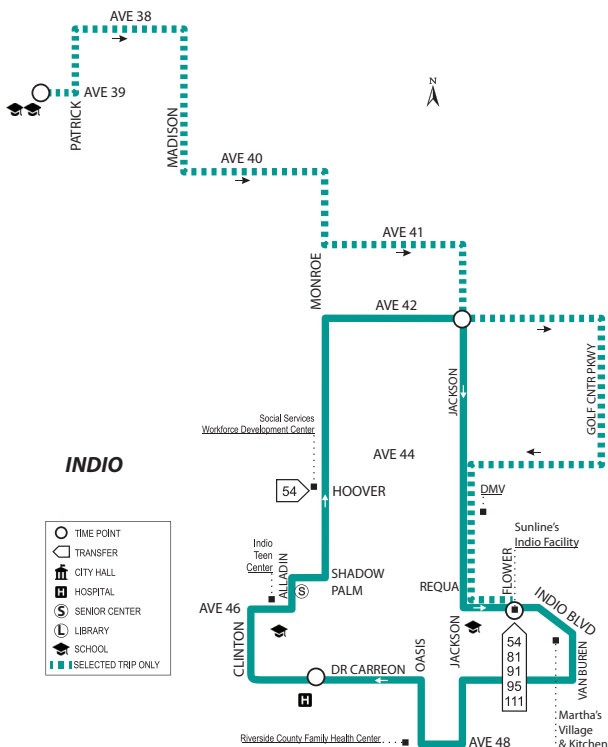 AVE 38
N
AVE 39
PATRICK
MADISON
AVE 40
AVE 41
MONROE
AVE 42
JACKSON
GOLF CNTR PKWY
Social Services
Workforce Development Center
AVE 44
INDIO
54
HOOVER
DMV
Sunline's
Indio Facility
TIME POINT
TRANSFER
CITY HALL
H HOSPITAL
S SENIOR CENTER
L LIBRARY
SCHOOL
SELECTED TRIP ONLY
Indio
Teen
Center
ALLADIN
S
SHADOW
PALM
REQUA
FLOWER
INDIO BLVD
AVE 46
CLINTON
OASIS
JACKSON
54
81
91
95
111
VAN BUREN
DR CARREON
H
Martha's
Village
& Kitchen
Riverside County Family Health Center
AVE 48